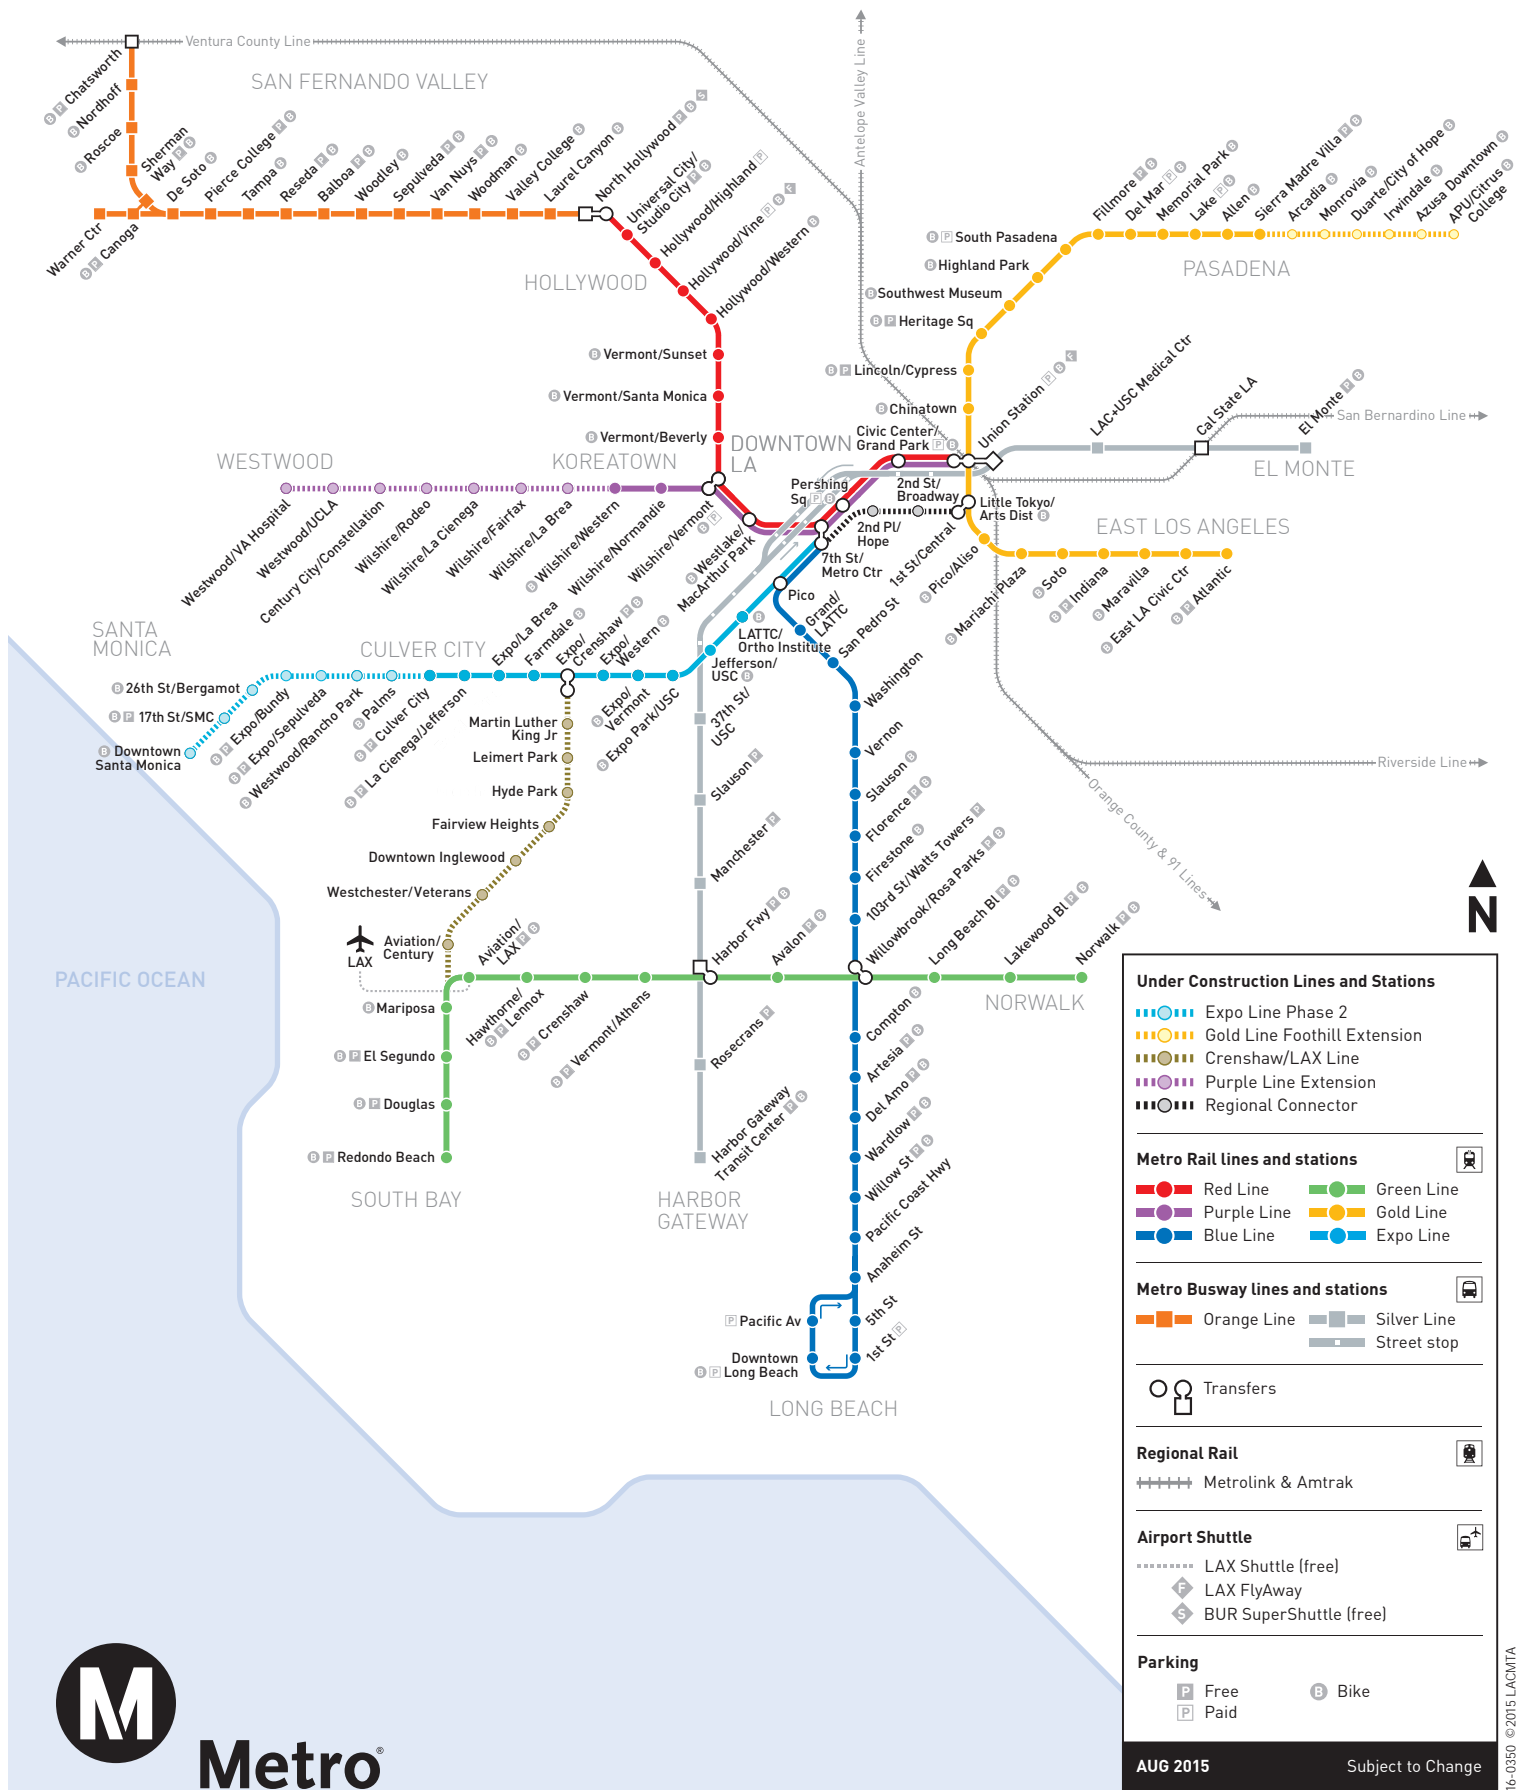 Ventura County Line
Antelope Valley Line
SAN FERNANDO VALLEY
Chatsworth
Nordhoff
Roscoe
Sherman
Way
Warner Ctr
Canoga
De Soto
Pierce College
Tampa
Reseda
Balboa
Woodley
Sepulveda
Van Nuys
Woodman
Valley College
Laurel Canyon
North Hollywood
Universal City/
Studio City
Hollywood/Highland
Hollywood/Vine
Hollywood/Western
HOLLYWOOD
Vermont/Sunset
Vermont/Santa Monica
Vermont/Beverly
Fillmore
Del Mar
Memorial Park
Lake
Allen
Sierra Madre Villa
Arcadia
Monrovia
Duarte/City of Hope
Irwindale
Azusa Downtown
APU/Citrus
College
South Pasadena
Highland Park
Southwest Museum
Heritage Sq
PASADENA
Lincoln/Cypress
Chinatown
Union Station
LAC+USC Medical Ctr
Cal State LA
El Monte
San Bernardino Line
EL MONTE
WESTWOOD
KOREATOWN
DOWNTOWN
LA
Civic Center/
Grand Park
Pershing
Sq
2nd St/
Broadway
Little Tokyo/
Arts Dist
2nd Pl/
Hope
7th St/
Metro Ctr
1st St/Central
EAST LOS ANGELES
Westwood/VA Hospital
Westwood/UCLA
Century City/Constellation
Wilshire/Rodeo
Wilshire/La Cienega
Wilshire/Fairfax
Wilshire/La Brea
Wilshire/Western
Wilshire/Normandie
Wilshire/Vermont
Westlake/
MacArthur Park
Pico/Aliso
Mariachi Plaza
Soto
Indiana
Maravilla
East LA Civic Ctr
Atlantic
Pico
Grand/
LATTC
San Pedro St
LATTC/
Ortho Institute
Jefferson/
USC
SANTA
MONICA
CULVER CITY
Expo/La Brea
Farmdale
Expo/
Crenshaw
Expo/
Western
26th St/Bergamot
17th St/SMC
Downtown
Santa Monica
Expo/Bundy
Expo/Sepulveda
Westwood/Rancho Park
Palms
Culver City
La Cienega/Jefferson
Expo/
Vermont
Expo Park/USC
37th St/
USC
Washington
Vernon
Slauson
Florence
Firestone
103rd St/Watts Towers
Willowbrook/Rosa Parks
Martin Luther
King Jr
Leimert Park
Hyde Park
Fairview Heights
Downtown Inglewood
Westchester/Veterans
Slauson
Manchester
Harbor Fwy
Riverside Line
Orange County & 91 Lines
Aviation/
Century
LAX
Aviation/
LAX
Avalon
Long Beach Bl
Lakewood Bl
Norwalk
N
PACIFIC OCEAN
NORWALK
Mariposa
El Segundo
Douglas
Redondo Beach
Hawthorne/
Lennox
Crenshaw
Vermont/Athens
Rosecrans
Harbor Gateway
Transit Center
Compton
Artesia
Del Amo
Wardlow
Willow St
Pacific Coast Hwy
Anaheim St
SOUTH BAY
HARBOR
GATEWAY
Pacific Av
5th St
Downtown
Long Beach
1st St
LONG BEACH
Under Construction Lines and Stations
Expo Line Phase 2
Gold Line Foothill Extension
Crenshaw/LAX Line
Purple Line Extension
Regional Connector
Metro Rail lines and stations
Red Line
Green Line
Purple Line
Gold Line
Blue Line
Expo Line
Metro Busway lines and stations
Orange Line
Silver Line
Street stop
Transfers
Regional Rail
Metrolink & Amtrak
Airport Shuttle
LAX Shuttle (free)
F LAX FlyAway
S BUR SuperShuttle (free)
Parking
P Free
B Bike
P Paid
AUG 2015
Subject to Change
16-0350 ©2015 LACMTA
M
Metro®